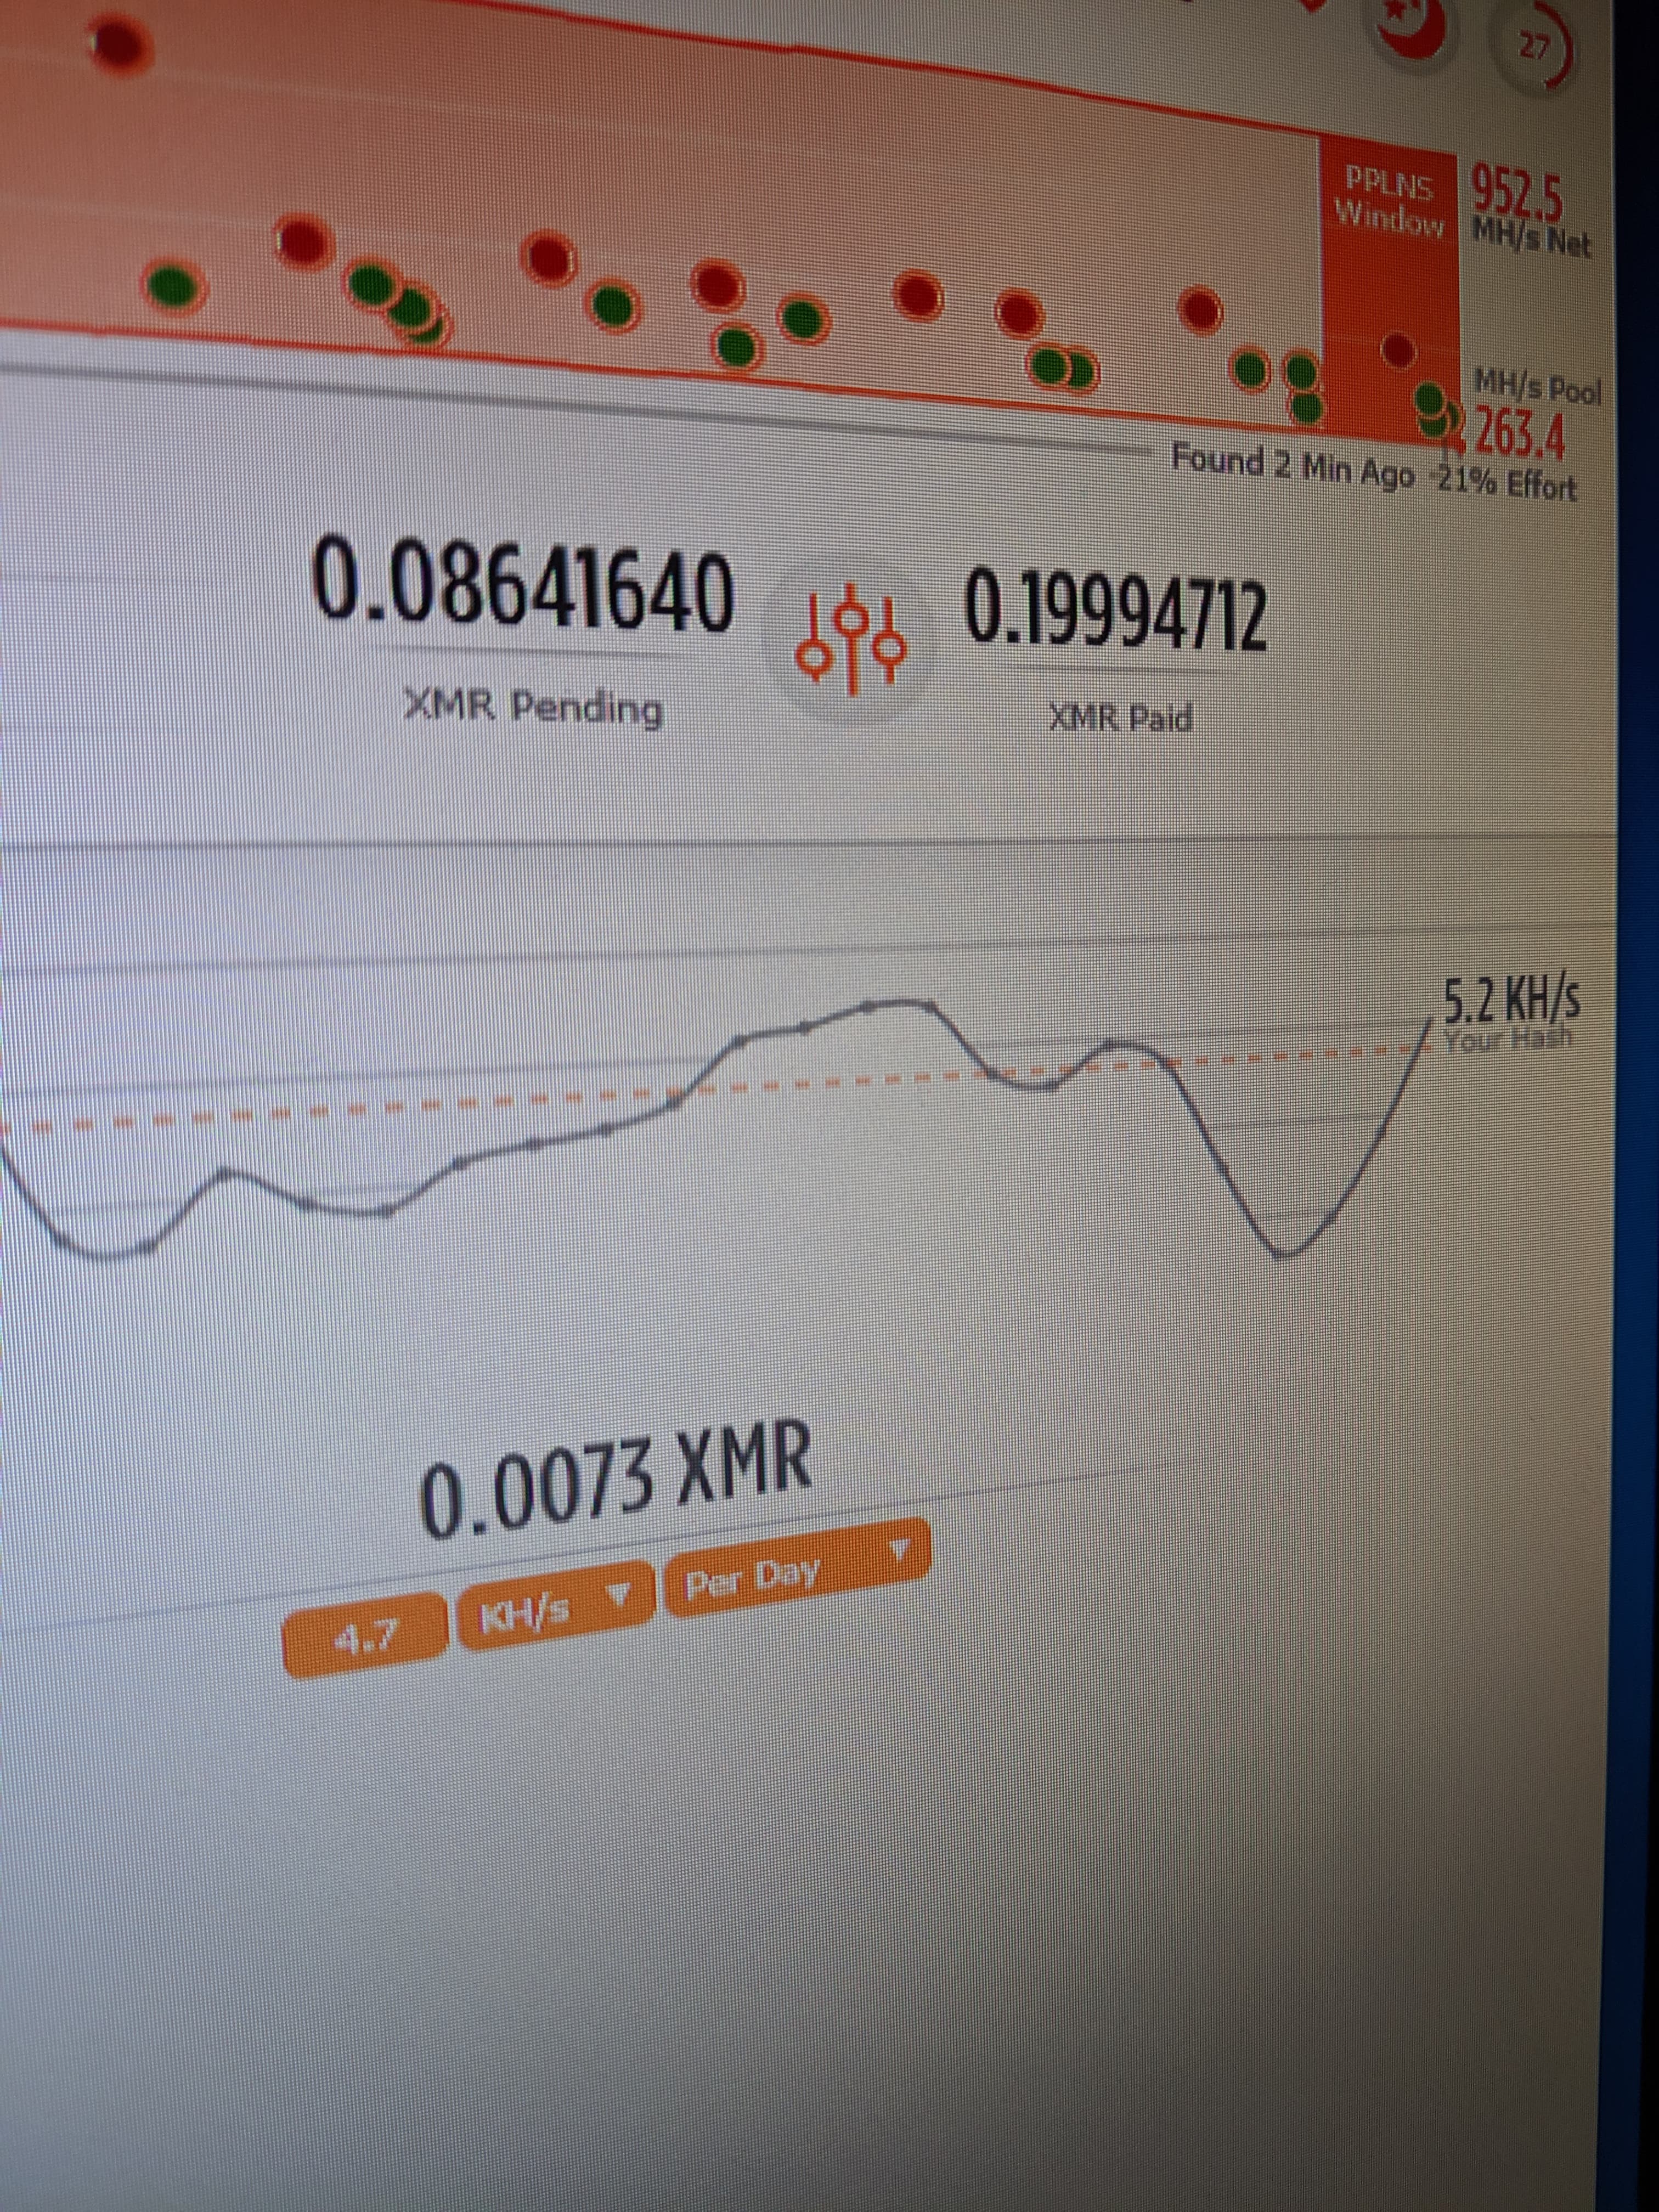 27
PPLNS
Window
952.5
MH/s Net
MH/s Pool
263.4
Found 2 Min Ago 21% Effort
0.08641640
XMR Pending
0.19994712
XMR Paid
5.2 KH/s
Your Hash
0.0073 XMR
4.7 KH/s ▼ Per Day ▼